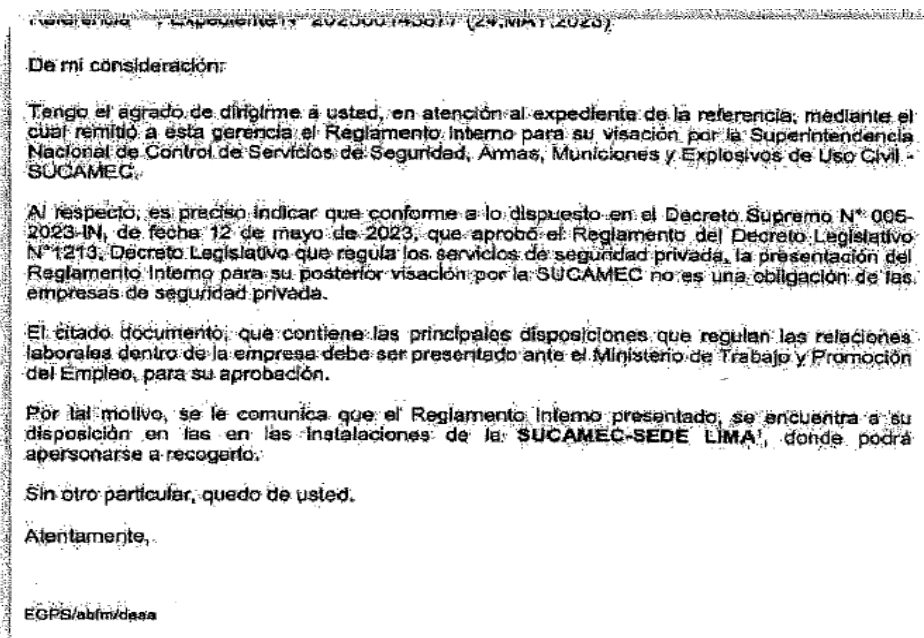 Referencia : Expediente N° (24.MAY.2023).
De mi consideración:
Tengo el agrado de dirigirme a usted, en atención al expediente de la referencia, mediante el
cual remitió a esta gerencia el Reglamento Interno para su visación por la Superintendencia
Nacional de Control de Servicios de Seguridad, Armas, Municiones y Explosivos de Uso Civil -
SUCAMEC.
Al respecto, es preciso indicar que conforme a lo dispuesto en el Decreto Supremo N° 005-
2023-IN, de fecha 12 de mayo de 2023, que aprobó el Reglamento del Decreto Legislativo
N°1213, Decreto Legislativo que regula los servicios de seguridad privada, la presentación del
Reglamento Interno para su posterior visación por la SUCAMEC no es una obligación de las
empresas de seguridad privada.
El citado documento, que contiene las principales disposiciones que regulan las relaciones
laborales dentro de la empresa debe ser presentado ante el Ministerio de Trabajo y Promoción
del Empleo, para su aprobación.
Por tal motivo, se le comunica que el Reglamento Interno presentado, se encuentra a su
disposición en las en las instalaciones de la SUCAMEC-SEDE LIMA¹, donde podrá
apersonarse a recogerlo.
Sin otro particular, quedo de usted.
Atentamente,
EGPS/abfm/dsaa